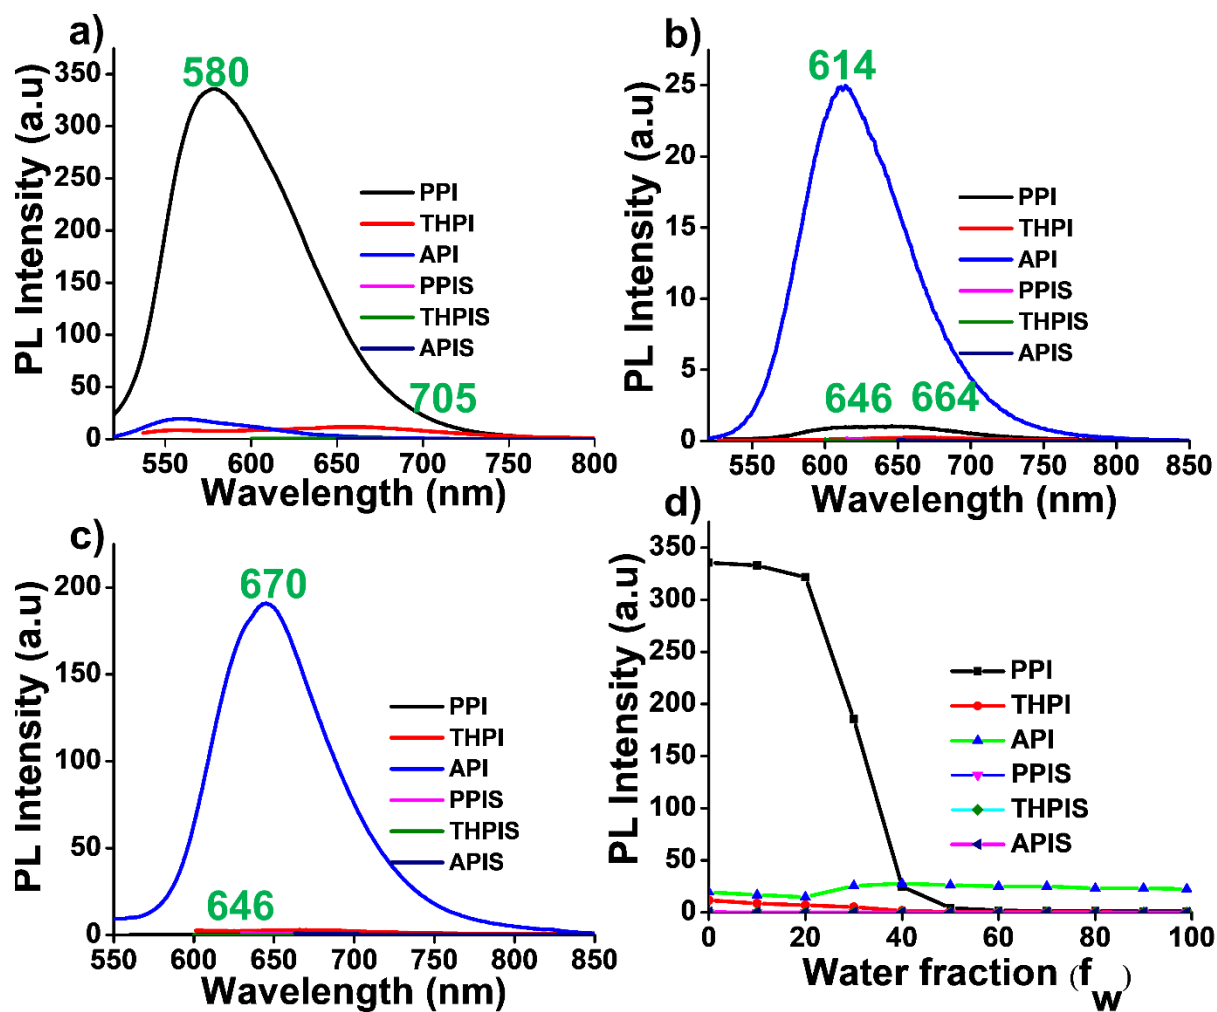 a)
580
PL Intensity (a.u)
350
300
250
200
150
100
50
0
PPI
THPI
API
PPIS
THPIS
APIS
705
550 600 650 700 750 800
Wavelength (nm)
b)
614
PL Intensity (a.u)
25
20
15
10
5
0
PPI
THPI
API
PPIS
THPIS
APIS
646 664
550 600 650 700 750 800 850
Wavelength (nm)
c)
670
PL Intensity (a.u)
200
150
100
50
0
PPI
THPI
API
PPIS
THPIS
APIS
646
550 600 650 700 750 800 850
Wavelength (nm)
d)
PL Intensity (a.u)
350
300
250
200
150
100
50
0
PPI
THPI
API
PPIS
THPIS
APIS
0 20 40 60 80 100
Water fraction (fw)